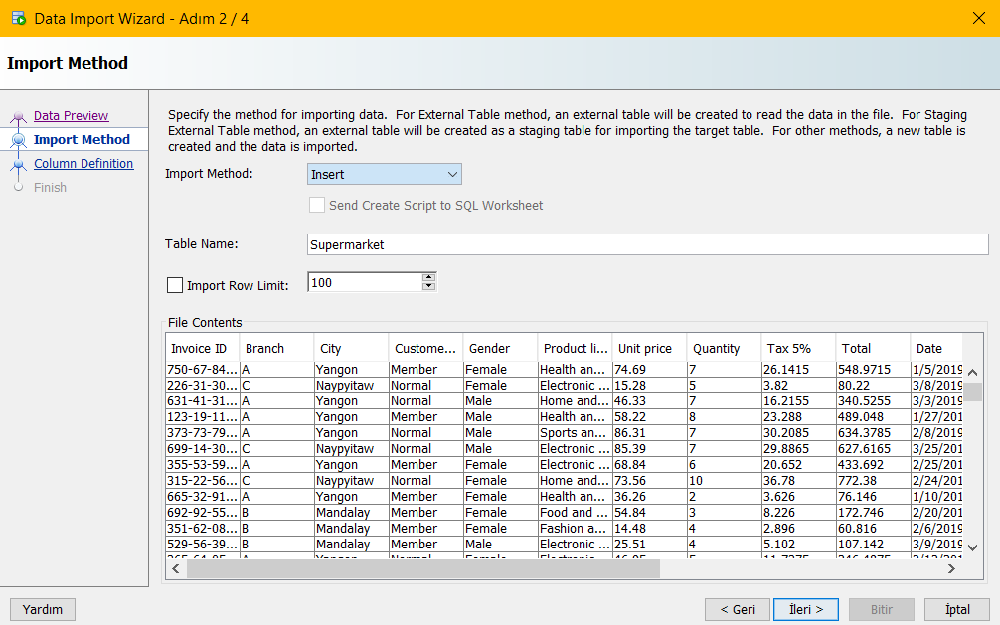 Data Import Wizard - Adım 2 / 4
Import Method
Data Preview
Import Method
Column Definition
Finish
Specify the method for importing data. For External Table method, an external table will be created to read the data in the file. For Staging
External Table method, an external table will be created as a staging table for importing the target table. For other methods, a new table is
created and the data is imported.
Import Method: Insert
Send Create Script to SQL Worksheet
Table Name: Supermarket
Import Row Limit: 100
File Contents
Invoice ID Branch City Custome... Gender Product li... Unit price Quantity Tax 5% Total Date
750-67-84... A Yangon Member Female Health an... 74.69 7 26.1415 548.9715 1/5/2019
226-31-30... C Naypyitaw Normal Female Electronic ... 15.28 5 3.82 80.22 3/8/2019
631-41-31... A Yangon Normal Male Home and... 46.33 7 16.2155 340.5255 3/3/2019
123-19-11... A Yangon Member Male Health an... 58.22 8 23.288 489.048 1/27/201
373-73-79... A Yangon Normal Male Sports an... 86.31 7 30.2085 634.3785 2/8/2019
699-14-30... C Naypyitaw Normal Male Electronic ... 85.39 7 29.8865 627.6165 3/25/201
355-53-59... A Yangon Member Female Electronic ... 68.84 6 20.652 433.692 2/25/201
315-22-56... C Naypyitaw Normal Female Home and... 73.56 10 36.78 772.38 2/24/201
665-32-91... A Yangon Member Female Health an... 36.26 2 3.626 76.146 1/10/201
692-92-55... B Mandalay Member Female Food and ... 54.84 3 8.226 172.746 2/20/201
351-62-08... B Mandalay Member Female Fashion a... 14.48 4 2.896 60.816 2/6/2019
529-56-39... B Mandalay Member Male Electronic ... 25.51 4 5.102 107.142 3/9/2019
Yardım < Geri İleri > Bitir İptal